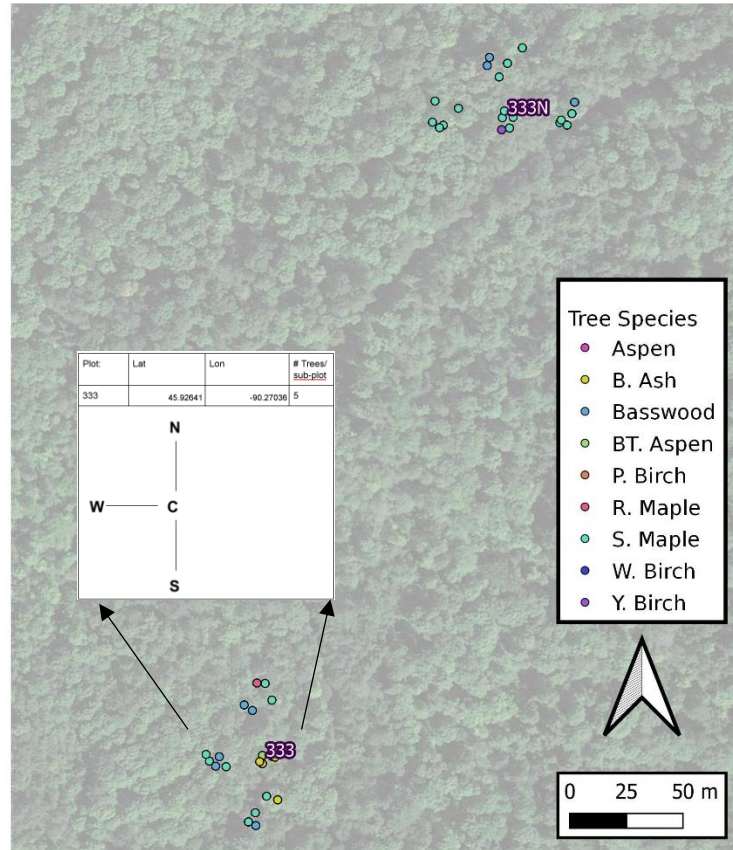 333N
Tree Species
Aspen
B. Ash
Basswood
BT. Aspen
P. Birch
R. Maple
S. Maple
W. Birch
Y. Birch
Plot: Lat Lon # Trees/
sub-plot
333 45.92641 -90.27036 5
N
W C
S
333
0 25 50 m